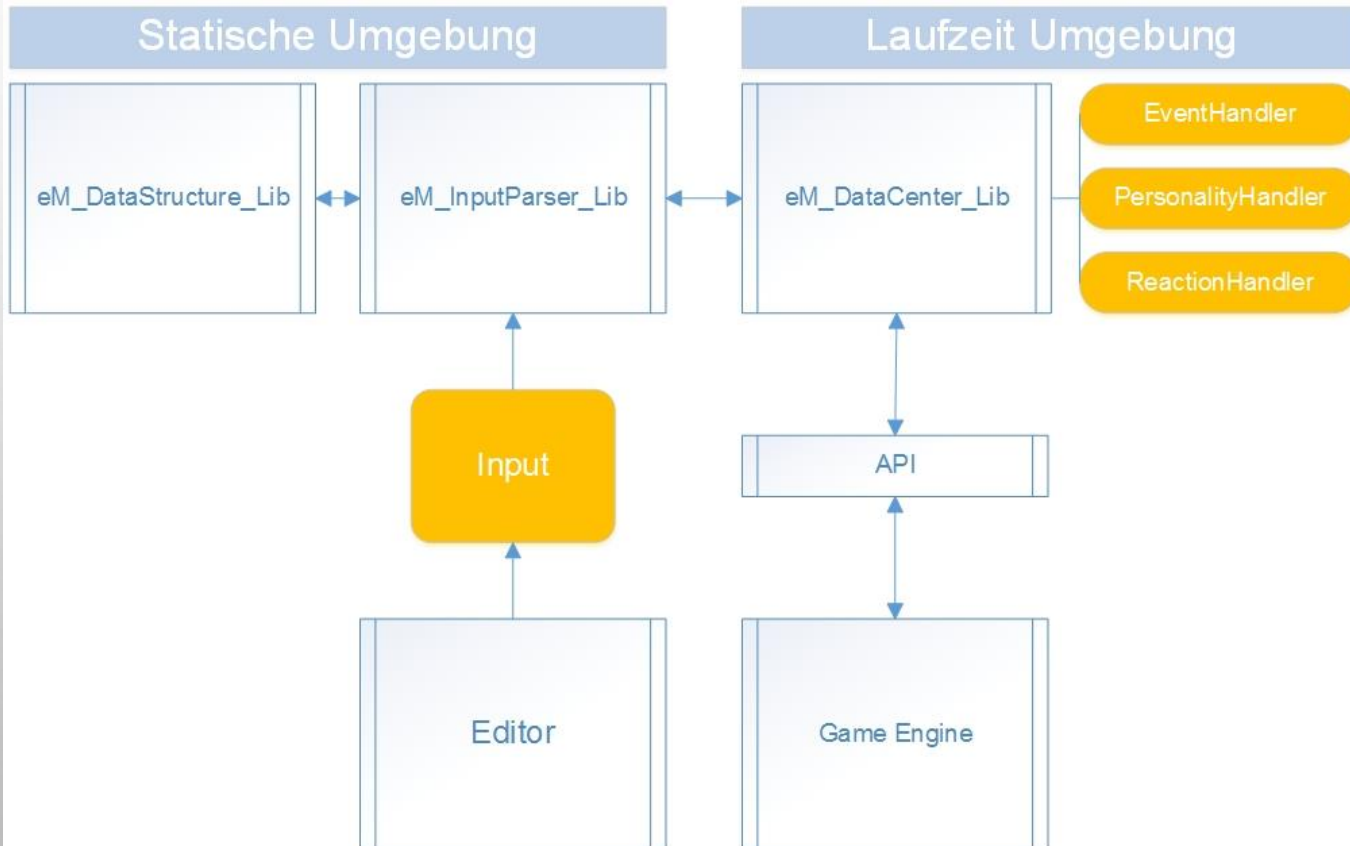 Statische Umgebung
Laufzeit Umgebung
eM_DataStructure_Lib
eM_InputParser_Lib
eM_DataCenter_Lib
EventHandler
PersonalityHandler
ReactionHandler
Input
API
Editor
Game Engine